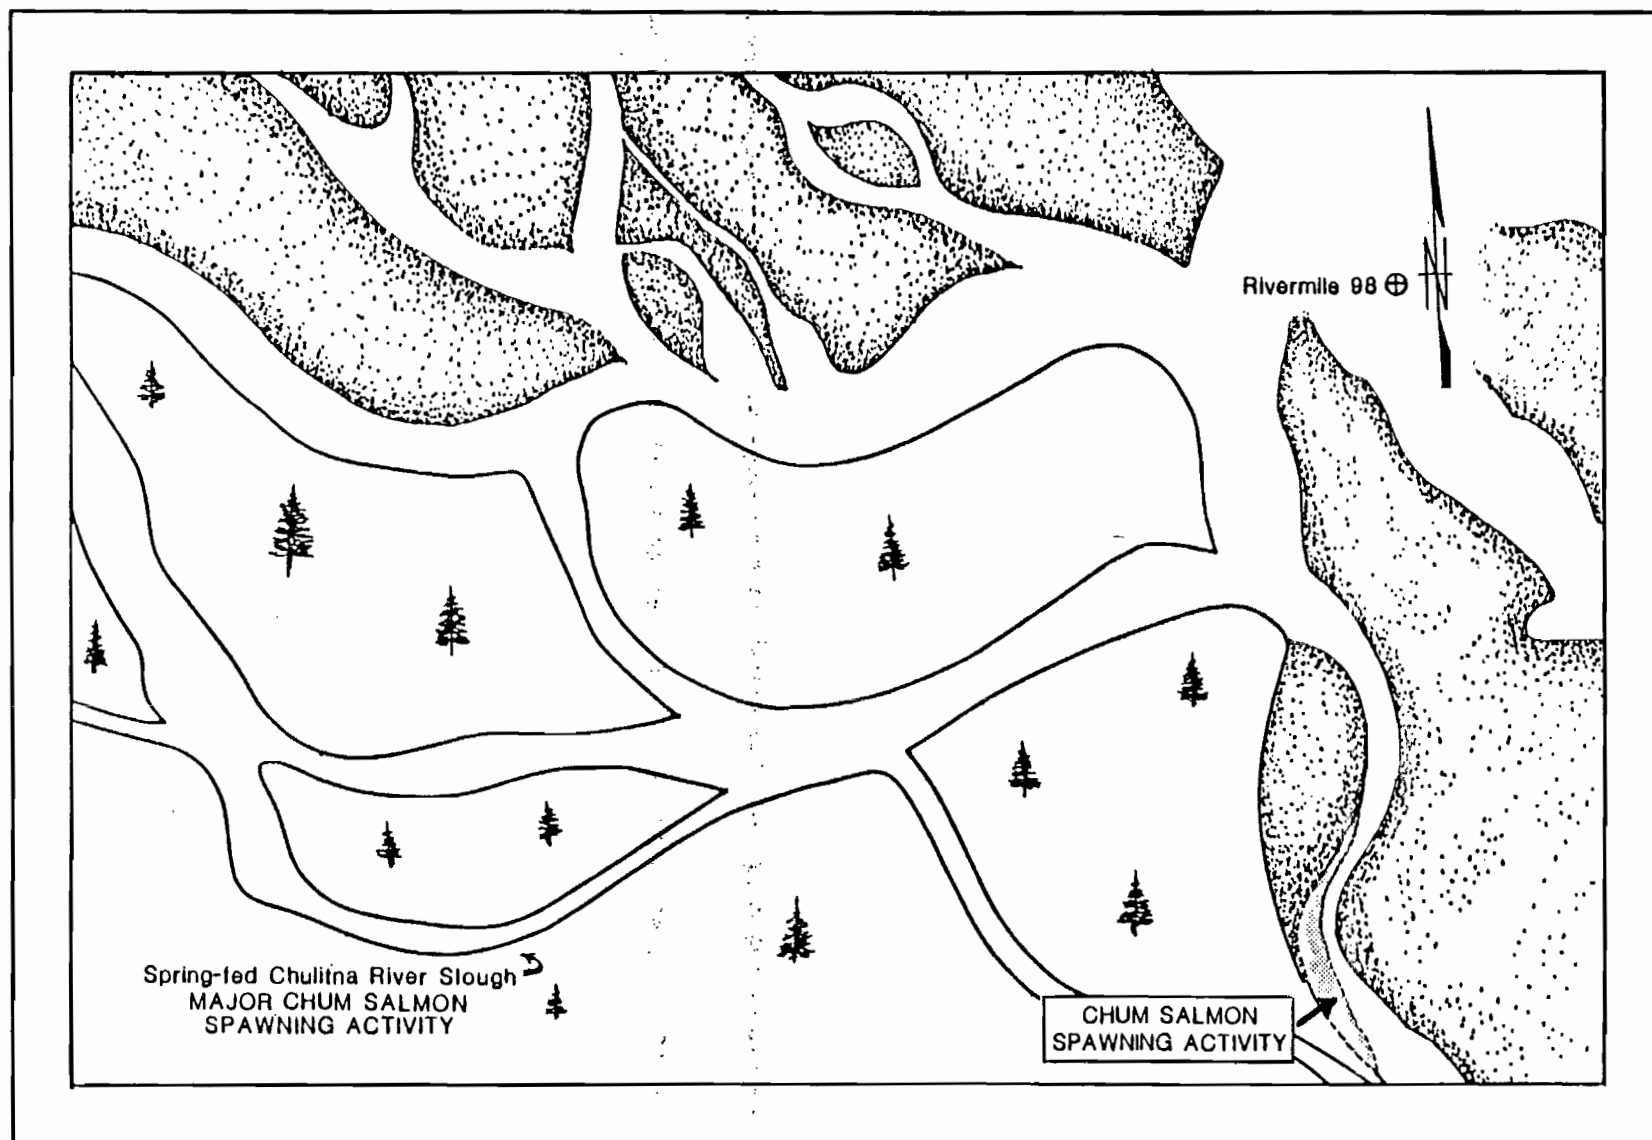 Rivermile 98
N
Spring-fed Chulitna River Slough
MAJOR CHUM SALMON
SPAWNING ACTIVITY
CHUM SALMON
SPAWNING ACTIVITY